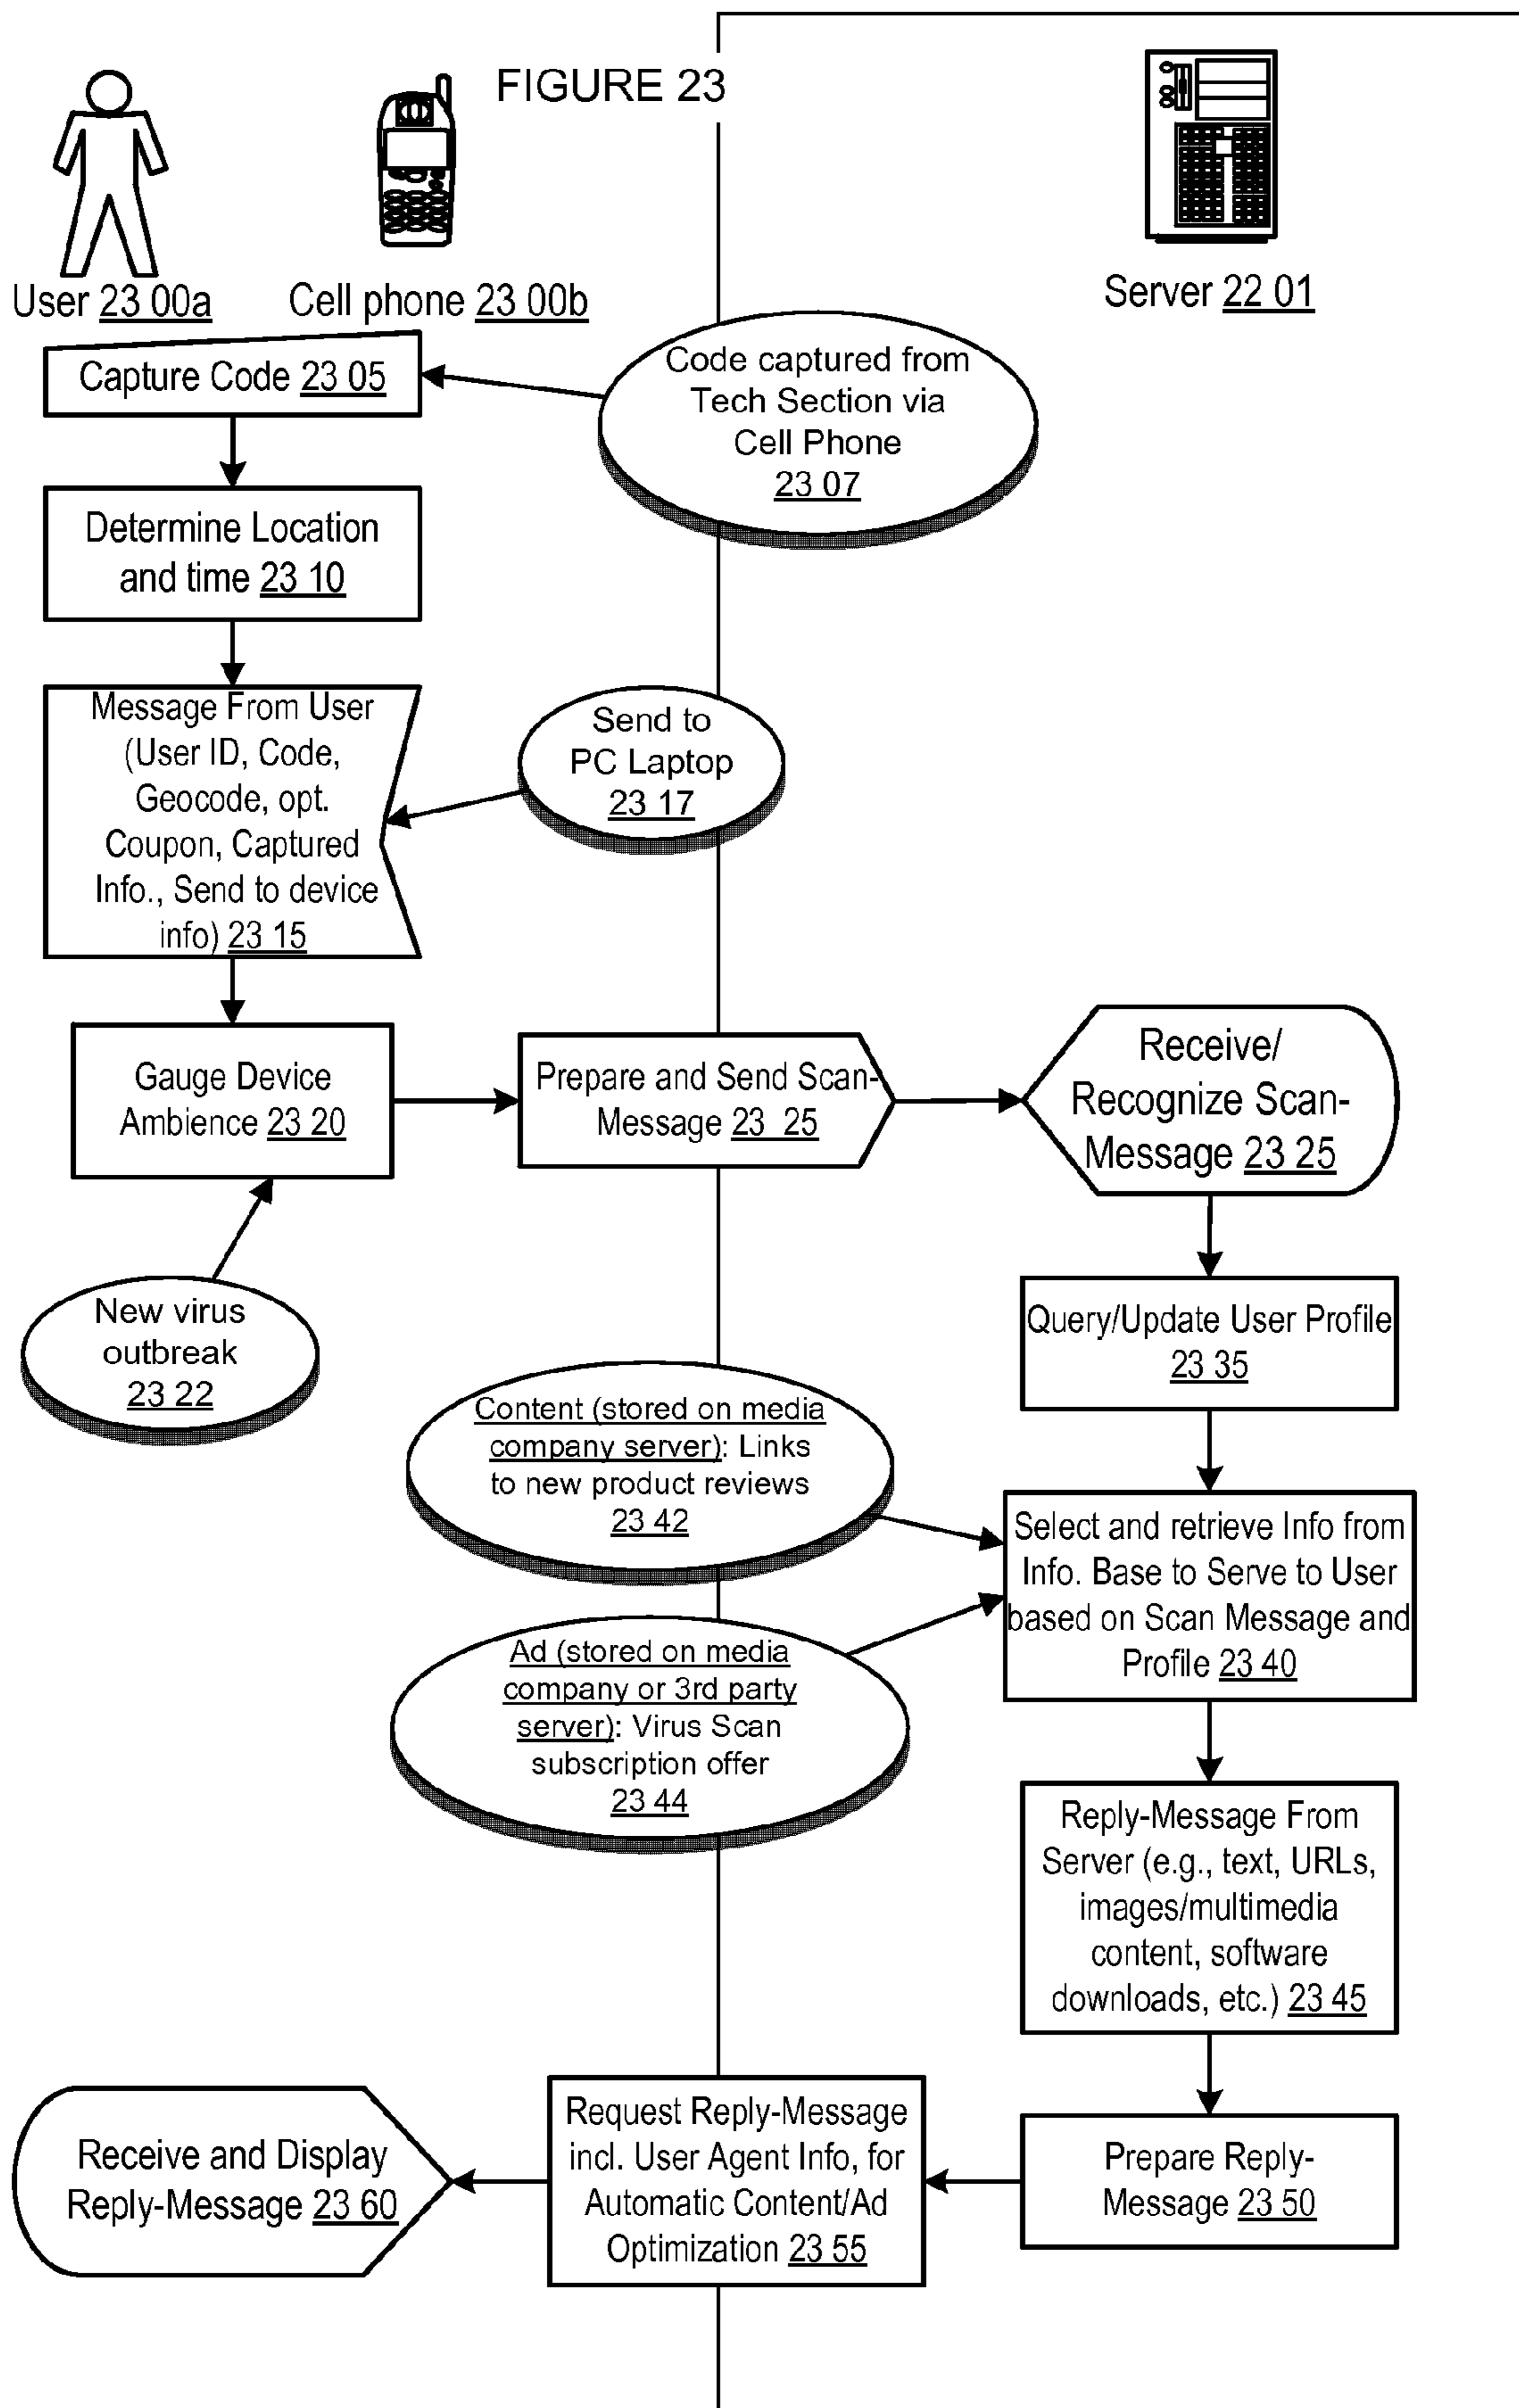 FIGURE 23
User 23 00a
Cell phone 23 00b
Server 22 01
Capture Code 23 05
Code captured from
Tech Section via
Cell Phone
23 07
Determine Location
and time 23 10
Message From User
(User ID, Code,
Geocode, opt.
Coupon, Captured
Info., Send to device
info) 23 15
Send to
PC Laptop
23 17
Gauge Device
Ambience 23 20
Prepare and Send Scan-
Message 23 25
Receive/
Recognize Scan-
Message 23 25
New virus
outbreak
23 22
Query/Update User Profile
23 35
Content (stored on media
company server): Links
to new product reviews
23 42
Select and retrieve Info from
Info. Base to Serve to User
based on Scan Message and
Profile 23 40
Ad (stored on media
company or 3rd party
server): Virus Scan
subscription offer
23 44
Reply-Message From
Server (e.g., text, URLs,
images/multimedia
content, software
downloads, etc.) 23 45
Prepare Reply-
Message 23 50
Request Reply-Message
incl. User Agent Info, for
Automatic Content/Ad
Optimization 23 55
Receive and Display
Reply-Message 23 60